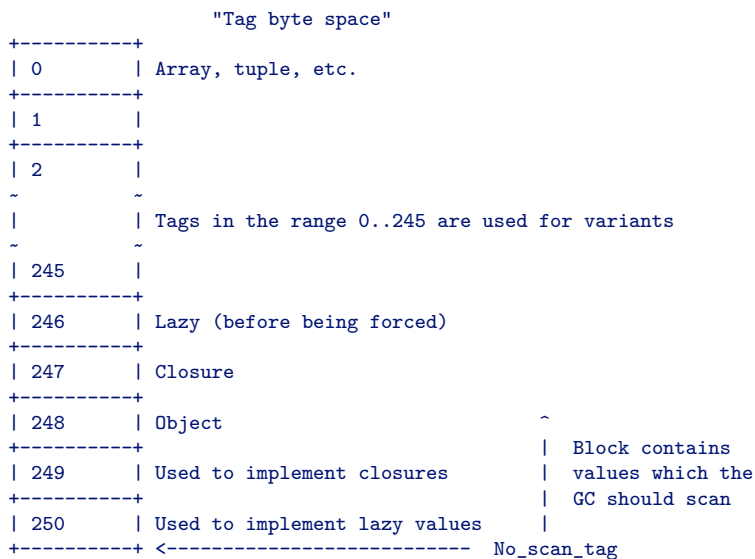 "Tag byte space"
+----------+
| 0        | Array, tuple, etc.
+----------+
| 1        |
+----------+
| 2        |
~          ~
|          | Tags in the range 0..245 are used for variants
~          ~
| 245      |
+----------+
| 246      | Lazy (before being forced)
+----------+
| 247      | Closure
+----------+
| 248      | Object                           ^
+----------+                                  |  Block contains
| 249      | Used to implement closures       |  values which the
+----------+                                  |  GC should scan
| 250      | Used to implement lazy values    |
+----------+ <---------------------------  No_scan_tag